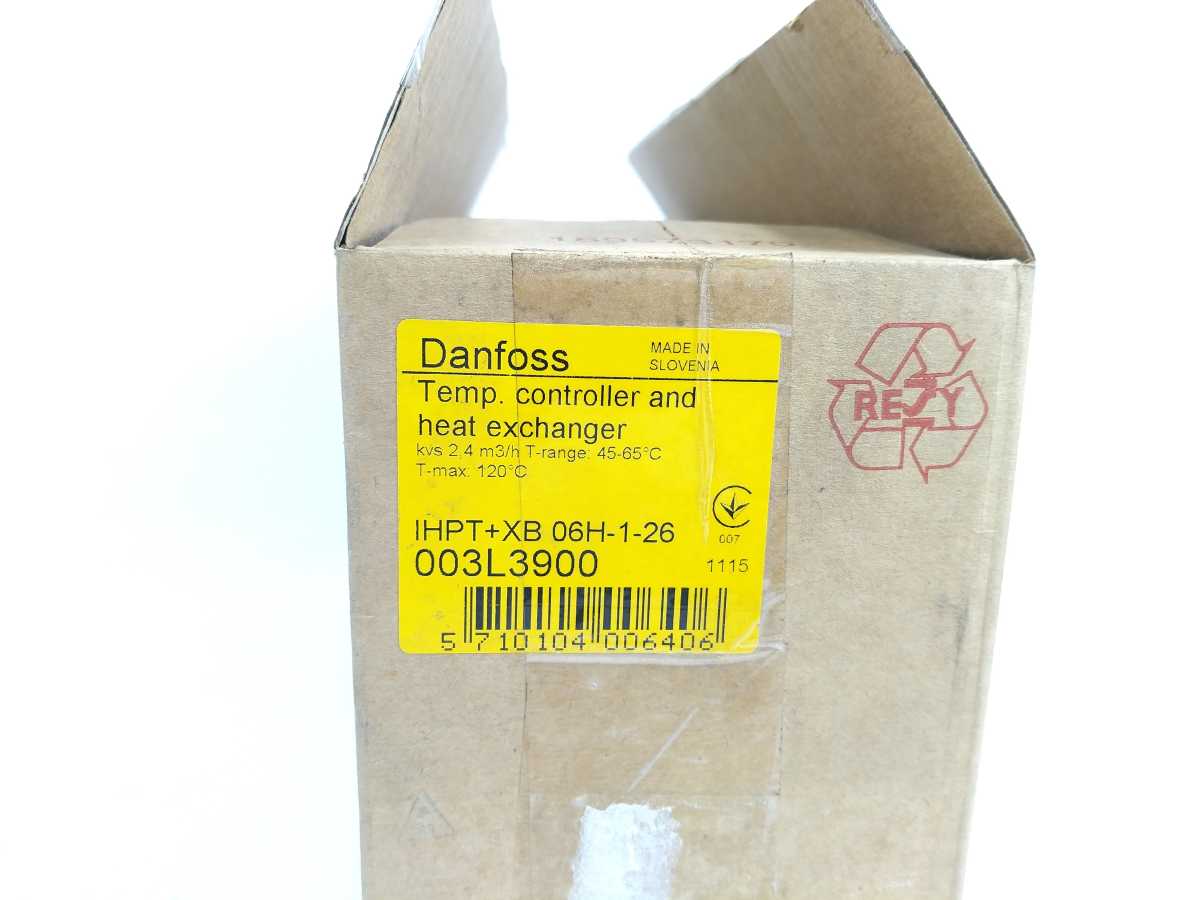 Danfoss
MADE IN
SLOVENIA
Temp. controller and
heat exchanger
kvs 2,4 m3/h T-range: 45-65°C
T-max: 120°C
007
IHPT+XB 06H-1-26
003L3900
1115
5 710104 006406
RESY